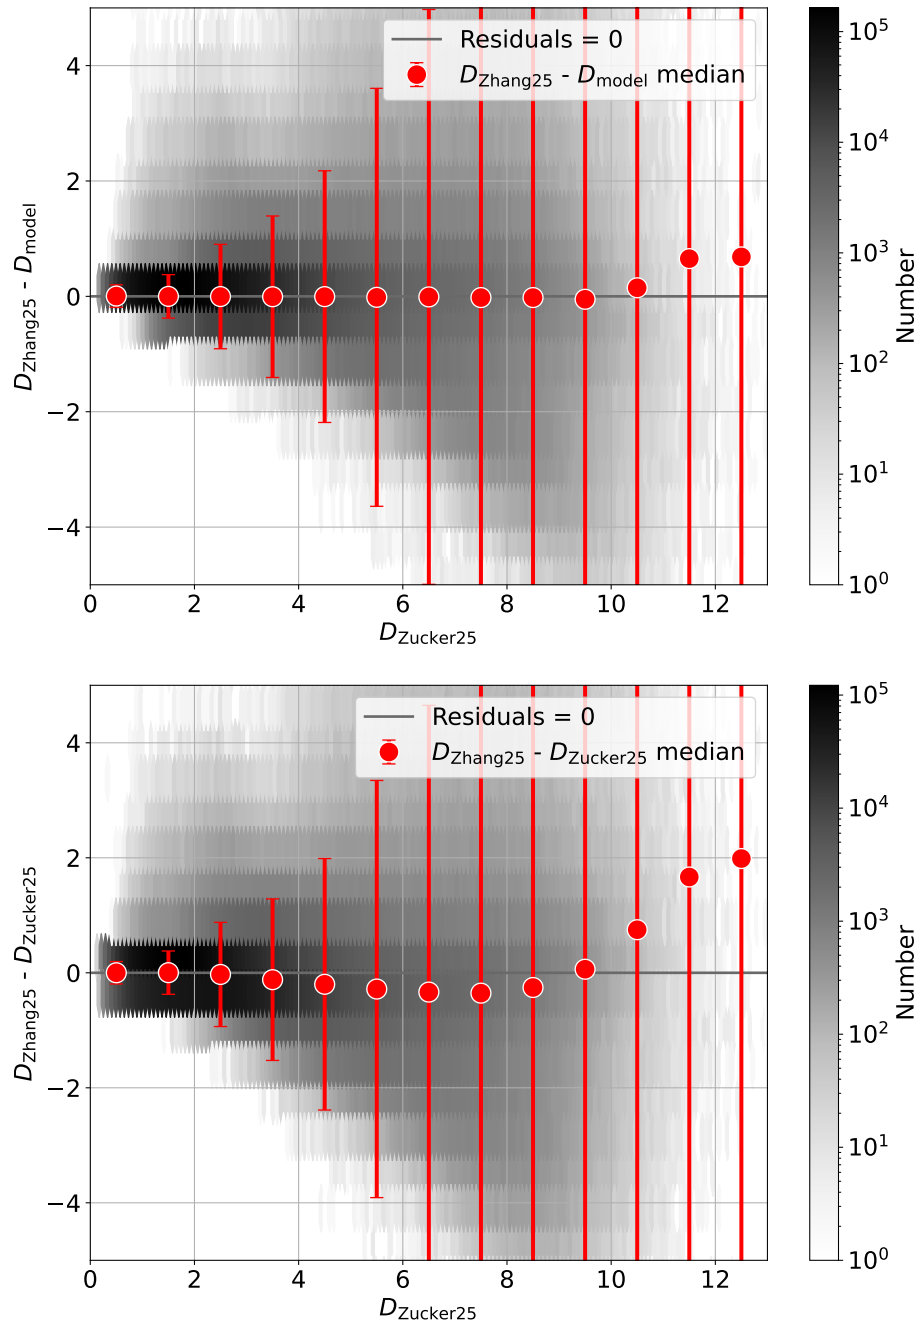 Residuals = 0
D_Zhang25 - D_model median
D_Zhang25 - D_model
4
2
0
−2
−4
0 2 4 6 8 10 12
D_Zucker25
10^5
10^4
10^3
10^2
10^1
10^0
Number
Residuals = 0
D_Zhang25 - D_Zucker25 median
D_Zhang25 - D_Zucker25
4
2
0
−2
−4
0 2 4 6 8 10 12
D_Zucker25
10^5
10^4
10^3
10^2
10^1
10^0
Number